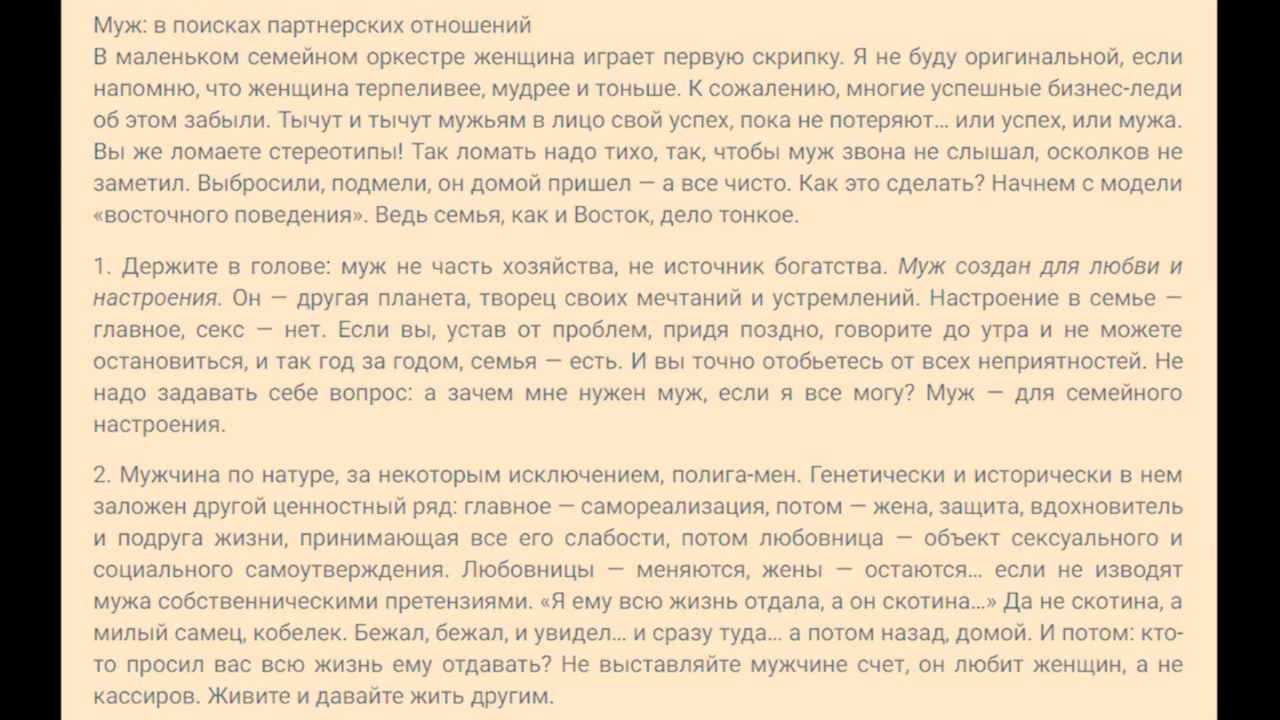 Муж: в поисках партнерских отношений
В маленьком семейном оркестре женщина играет первую скрипку. Я не буду оригинальной, если
напомню, что женщина терпеливее, мудрее и тоньше. К сожалению, многие успешные бизнес-леди
об этом забыли. Тычут и тычут мужьям в лицо свой успех, пока не потеряют... или успех, или мужа.
Вы же ломаете стереотипы! Так ломать надо тихо, так, чтобы муж звона не слышал, осколков не
заметил. Выбросили, подмели, он домой пришел — а все чисто. Как это сделать? Начнем с модели
«восточного поведения». Ведь семья, как и Восток, дело тонкое.
1. Держите в голове: муж не часть хозяйства, не источник богатства. Муж создан для любви и
настроения. Он — другая планета, творец своих мечтаний и устремлений. Настроение в семье —
главное, секс — нет. Если вы, устав от проблем, придя поздно, говорите до утра и не можете
остановиться, и так год за годом, семья — есть. И вы точно отобьетесь от всех неприятностей. Не
надо задавать себе вопрос: а зачем мне нужен муж, если я все могу? Муж — для семейного
настроения.
2. Мужчина по натуре, за некоторым исключением, полига-мен. Генетически и исторически в нем
заложен другой ценностный ряд: главное — самореализация, потом — жена, защита, вдохновитель
и подруга жизни, принимающая все его слабости, потом любовница — объект сексуального и
социального самоутверждения. Любовницы — меняются, жены — остаются... если не изводят
мужа собственническими претензиями. «Я ему всю жизнь отдала, а он скотина...» Да не скотина, а
милый самец, кобелек. Бежал, бежал, и увидел... и сразу туда... а потом назад, домой. И потом: кто-
то просил вас всю жизнь ему отдавать? Не выставляйте мужчине счет, он любит женщин, а не
кассиров. Живите и давайте жить другим.